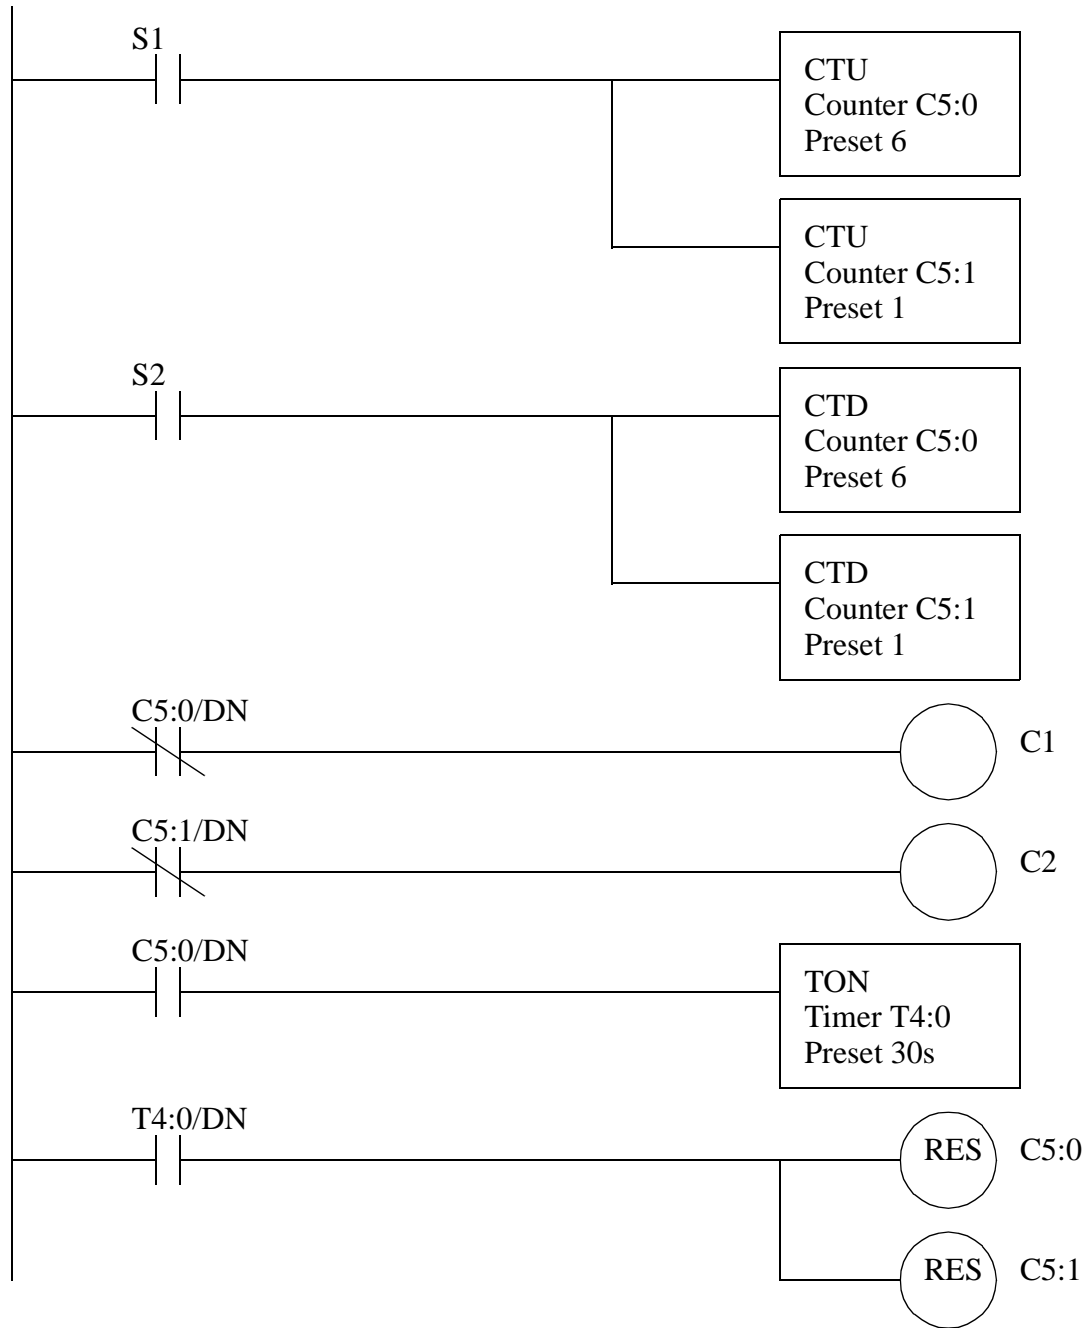 S1
CTU
Counter C5:0
Preset 6
CTU
Counter C5:1
Preset 1
S2
CTD
Counter C5:0
Preset 6
CTD
Counter C5:1
Preset 1
C5:0/DN
C1
C5:1/DN
C2
C5:0/DN
TON
Timer T4:0
Preset 30s
T4:0/DN
RES C5:0
RES C5:1